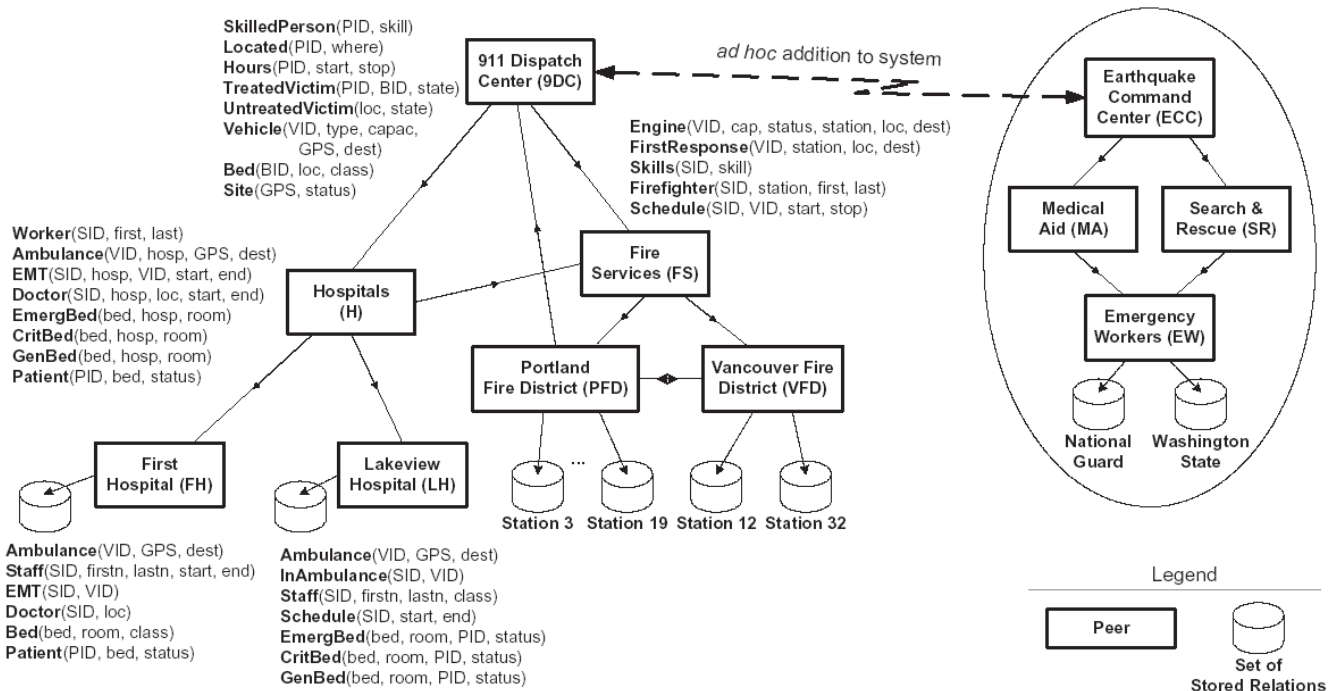 SkilledPerson(PID, skill)
Located(PID, where)
Hours(PID, start, stop)
TreatedVictim(PID, BID, state)
UntreatedVictim(loc, state)
Vehicle(VID, type, capac,
GPS, dest)
Bed(BID, loc, class)
Site(GPS, status)
911 Dispatch
Center (9DC)
ad hoc addition to system
Earthquake
Command
Center (ECC)
Engine(VID, cap, status, station, loc, dest)
FirstResponse(VID, station, loc, dest)
Skills(SID, skill)
Firefighter(SID, station, first, last)
Schedule(SID, VID, start, stop)
Medical
Aid (MA)
Search &
Rescue (SR)
Worker(SID, first, last)
Ambulance(VID, hosp, GPS, dest)
EMT(SID, hosp, VID, start, end)
Doctor(SID, hosp, loc, start, end)
EmergBed(bed, hosp, room)
CritBed(bed, hosp, room)
GenBed(bed, hosp, room)
Patient(PID, bed, status)
Hospitals
(H)
Fire
Services (FS)
Emergency
Workers (EW)
Portland
Fire District (PFD)
Vancouver Fire
District (VFD)
National
Guard
Washington
State
First
Hospital (FH)
Lakeview
Hospital (LH)
...
Station 3
Station 19
Station 12
Station 32
Ambulance(VID, GPS, dest)
Staff(SID, firstn, lastn, start, end)
EMT(SID, VID)
Doctor(SID, loc)
Bed(bed, room, class)
Patient(PID, bed, status)
Ambulance(VID, GPS, dest)
InAmbulance(SID, VID)
Staff(SID, firstn, lastn, class)
Schedule(SID, start, end)
EmergBed(bed, room, PID, status)
CritBed(bed, room, PID, status)
GenBed(bed, room, PID, status)
Legend
Peer
Set of
Stored Relations